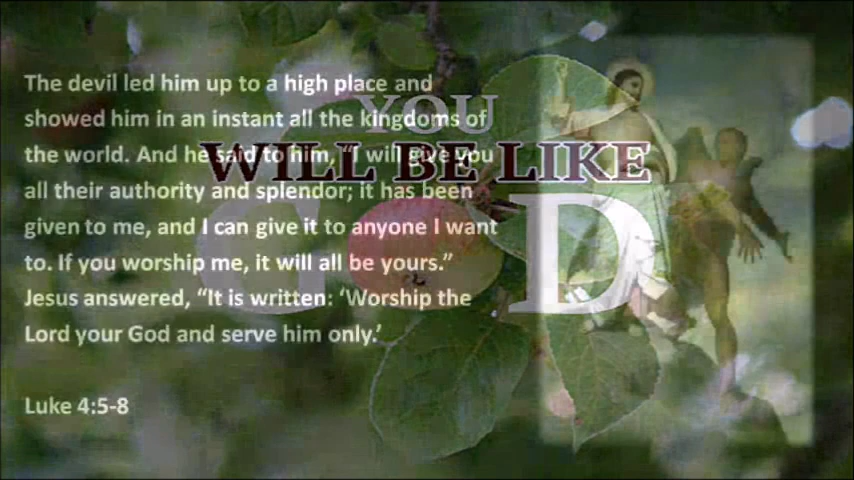 The devil led him up to a high place and
showed him in an instant all the kingdoms of
the world. And he said to him, “I will give you
all their authority and splendor; it has been
given to me, and I can give it to anyone I want
to. If you worship me, it will all be yours.”
Jesus answered, “It is written: ‘Worship the
Lord your God and serve him only.’
Luke 4:5-8
YOU
WILL BE LIKE
GOD